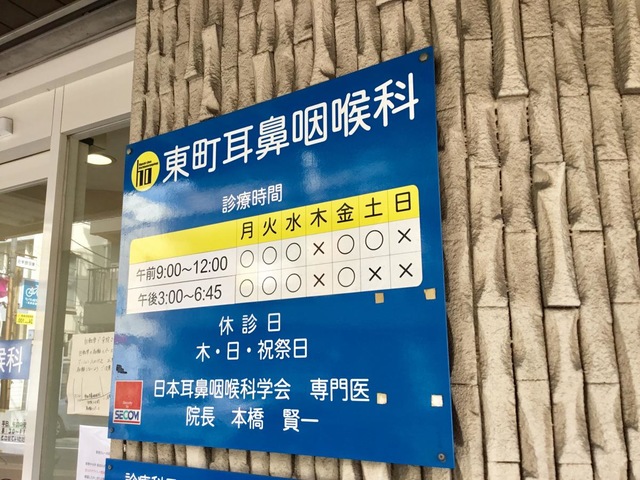 東町耳鼻咽喉科
診療時間
月 火 水 木 金 土 日
午前9:00～12:00 ○ ○ ○ × ○ ○ ×
午後3:00～6:45 ○ ○ ○ × ○ × ×
休診日
木・日・祝祭日
日本耳鼻咽喉科学会 専門医
院長 本橋 賢一
SECOM
喉科